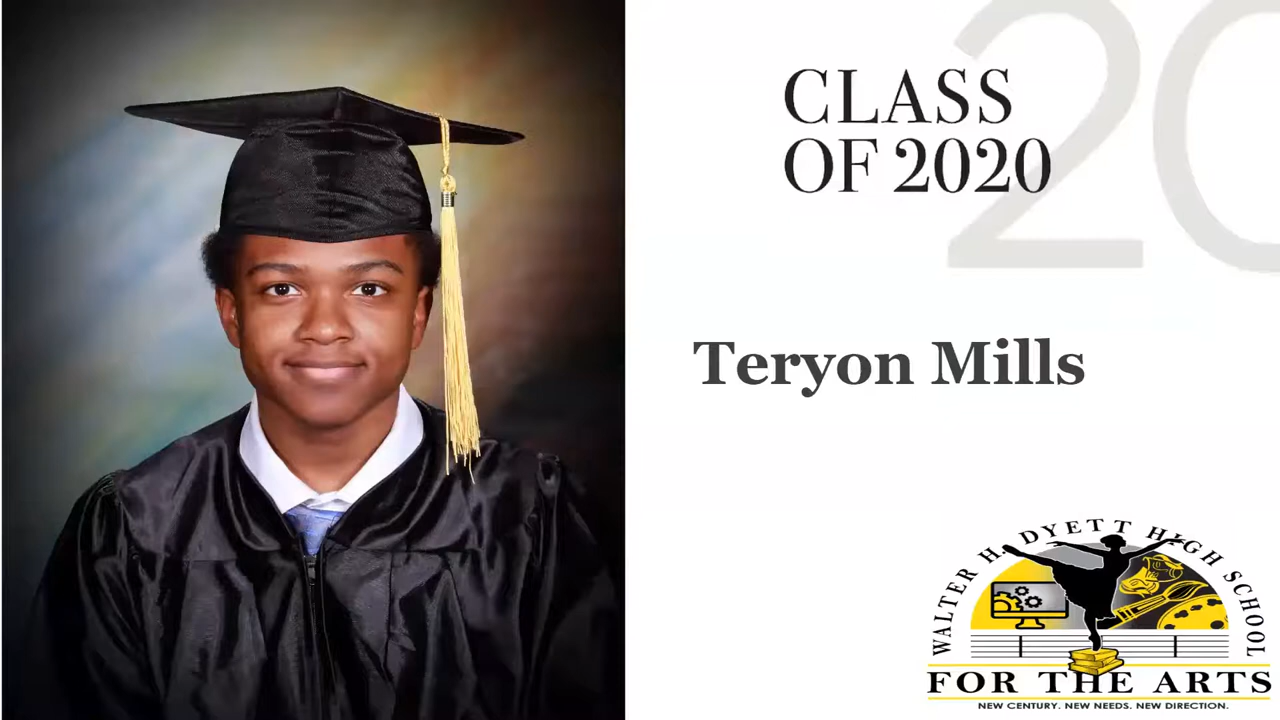 20
CLASS
OF 2020
Teryon Mills
WALTER H. DYETT HIGH SCHOOL
FOR THE ARTS
NEW CENTURY. NEW NEEDS. NEW DIRECTION.